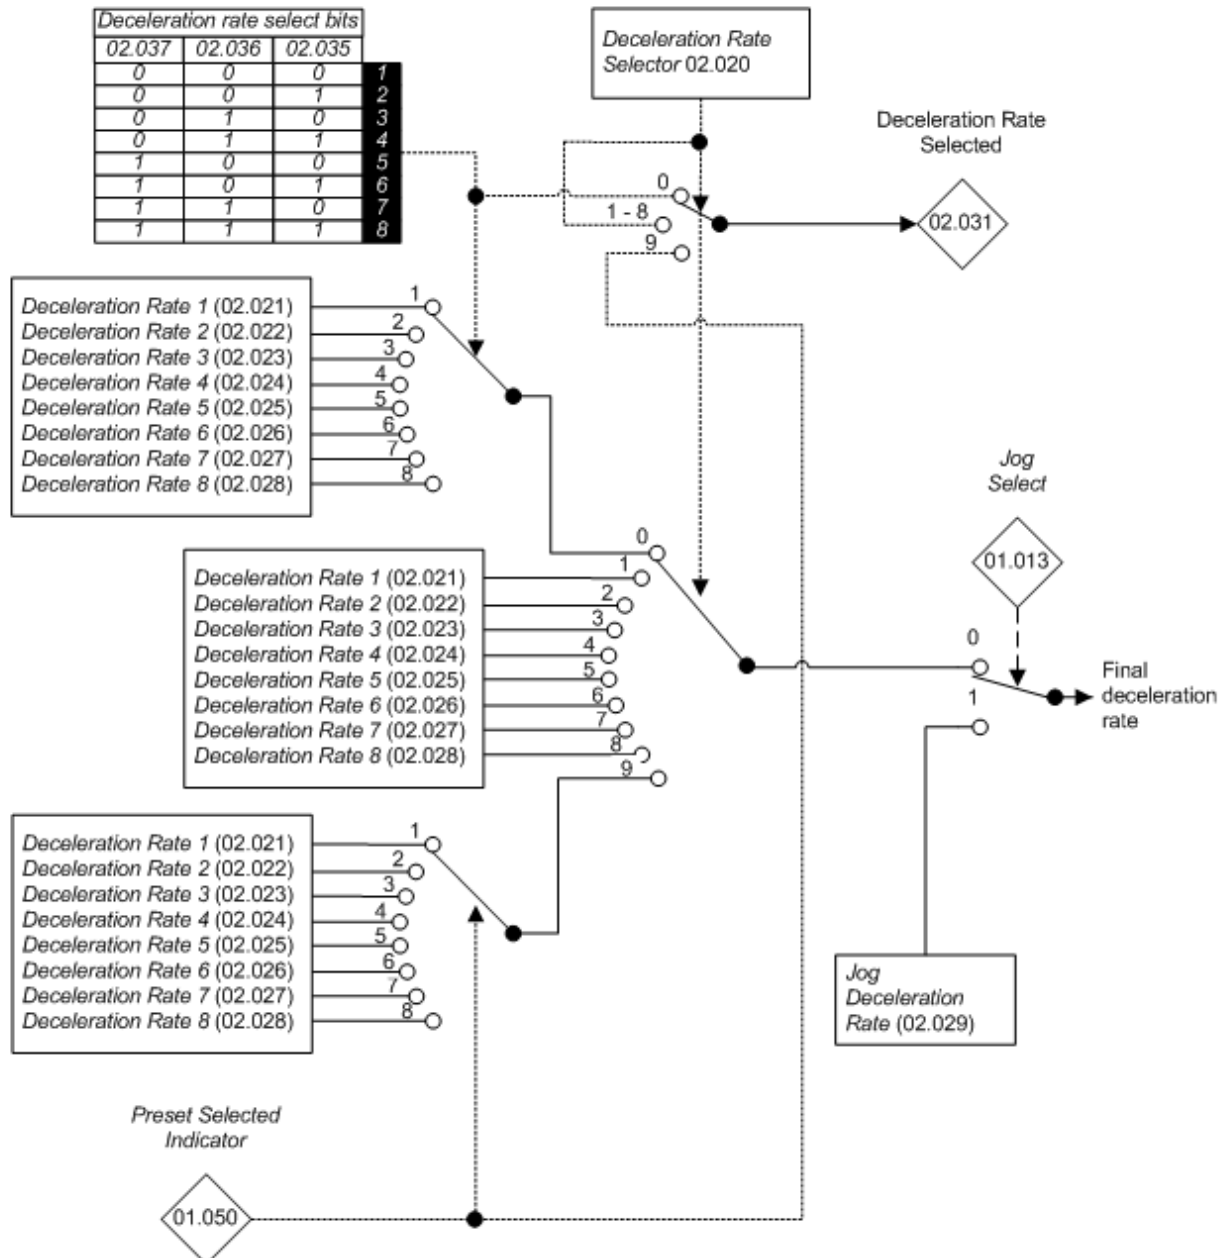 Deceleration rate select bits
02.037 02.036 02.035
0 0 0 1
0 0 1 2
0 1 0 3
0 1 1 4
1 0 0 5
1 0 1 6
1 1 0 7
1 1 1 8
Deceleration Rate
Selector 02.020
Deceleration Rate
Selected
0
1 - 8
9
02.031
Deceleration Rate 1 (02.021) 1
Deceleration Rate 2 (02.022) 2
Deceleration Rate 3 (02.023) 3
Deceleration Rate 4 (02.024) 4
Deceleration Rate 5 (02.025) 5
Deceleration Rate 6 (02.026) 6
Deceleration Rate 7 (02.027) 7
Deceleration Rate 8 (02.028) 8
Jog
Select
01.013
0
Deceleration Rate 1 (02.021) 1
Deceleration Rate 2 (02.022) 2
Deceleration Rate 3 (02.023) 3
Deceleration Rate 4 (02.024) 4
Deceleration Rate 5 (02.025) 5
Deceleration Rate 6 (02.026) 6
Deceleration Rate 7 (02.027) 7
Deceleration Rate 8 (02.028) 8
9
0
1
Final
deceleration
rate
Deceleration Rate 1 (02.021) 1
Deceleration Rate 2 (02.022) 2
Deceleration Rate 3 (02.023) 3
Deceleration Rate 4 (02.024) 4
Deceleration Rate 5 (02.025) 5
Deceleration Rate 6 (02.026) 6
Deceleration Rate 7 (02.027) 7
Deceleration Rate 8 (02.028) 8
Jog
Deceleration
Rate (02.029)
Preset Selected
Indicator
01.050